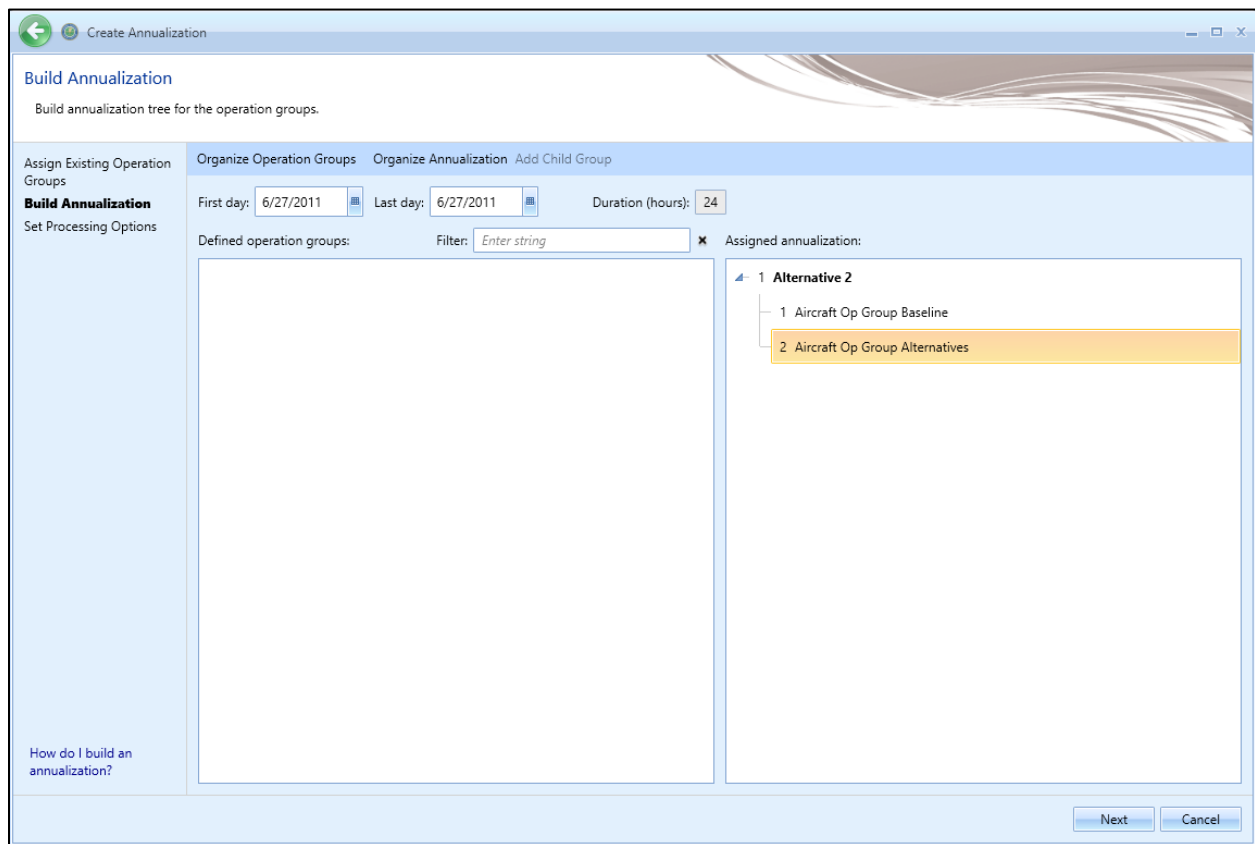 Create Annualization
Build Annualization
Build annualization tree for the operation groups.
Assign Existing Operation
Groups
Build Annualization
Set Processing Options
How do I build an
annualization?
Organize Operation Groups Organize Annualization Add Child Group
First day: 6/27/2011 Last day: 6/27/2011 Duration (hours): 24
Defined operation groups: Filter: Enter string Assigned annualization:
1 Alternative 2
1 Aircraft Op Group Baseline
2 Aircraft Op Group Alternatives
Next Cancel